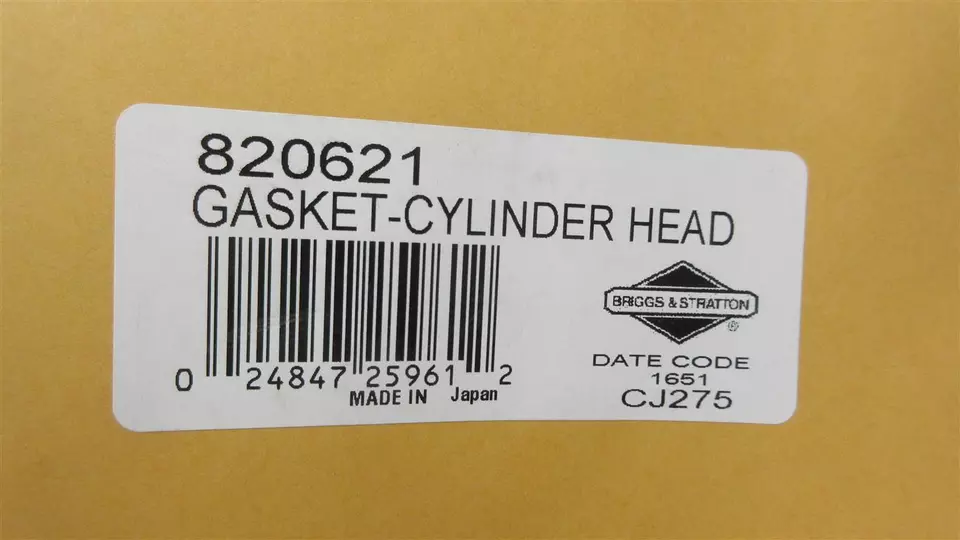 820621
GASKET-CYLINDER HEAD
BRIGGS & STRATTON
®
DATE CODE
1651
CJ275
0 24847 25961 2
MADE IN Japan